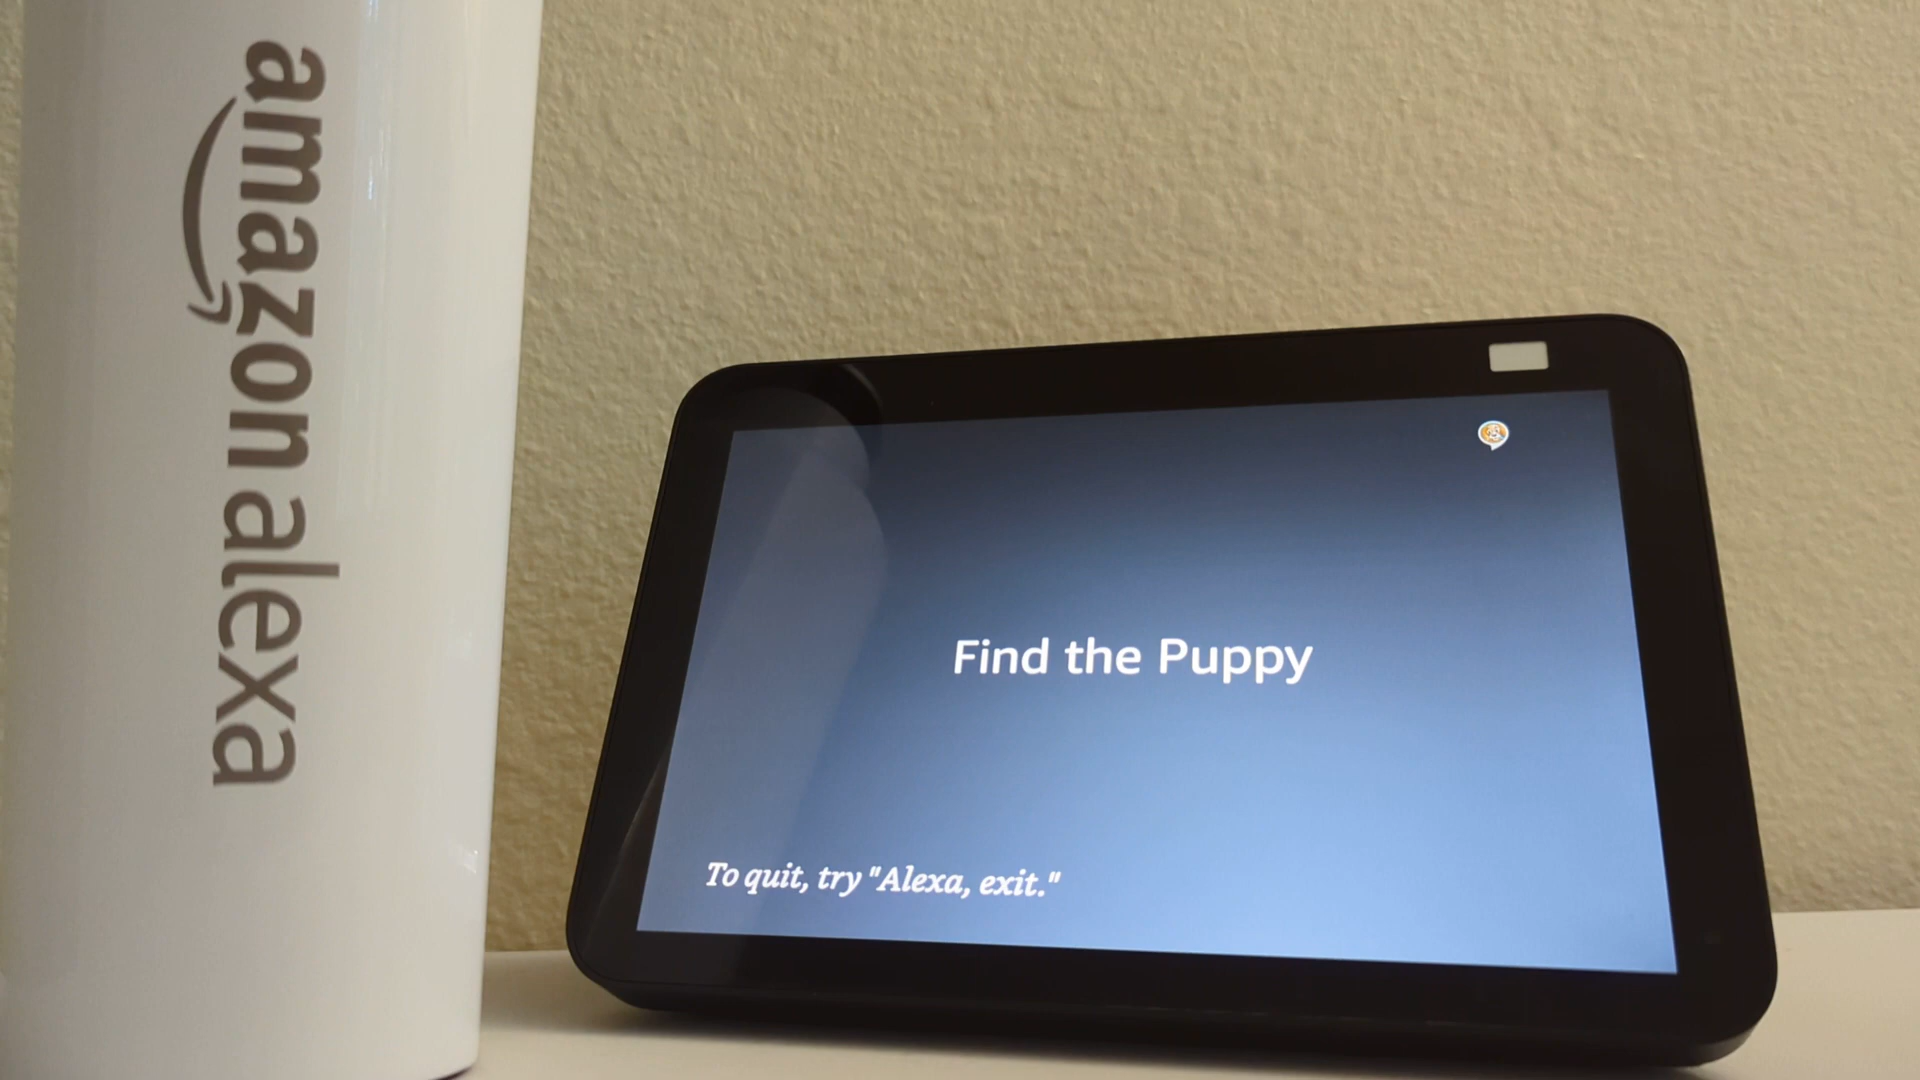 amazon alexa
Find the Puppy
To quit, try "Alexa, exit."